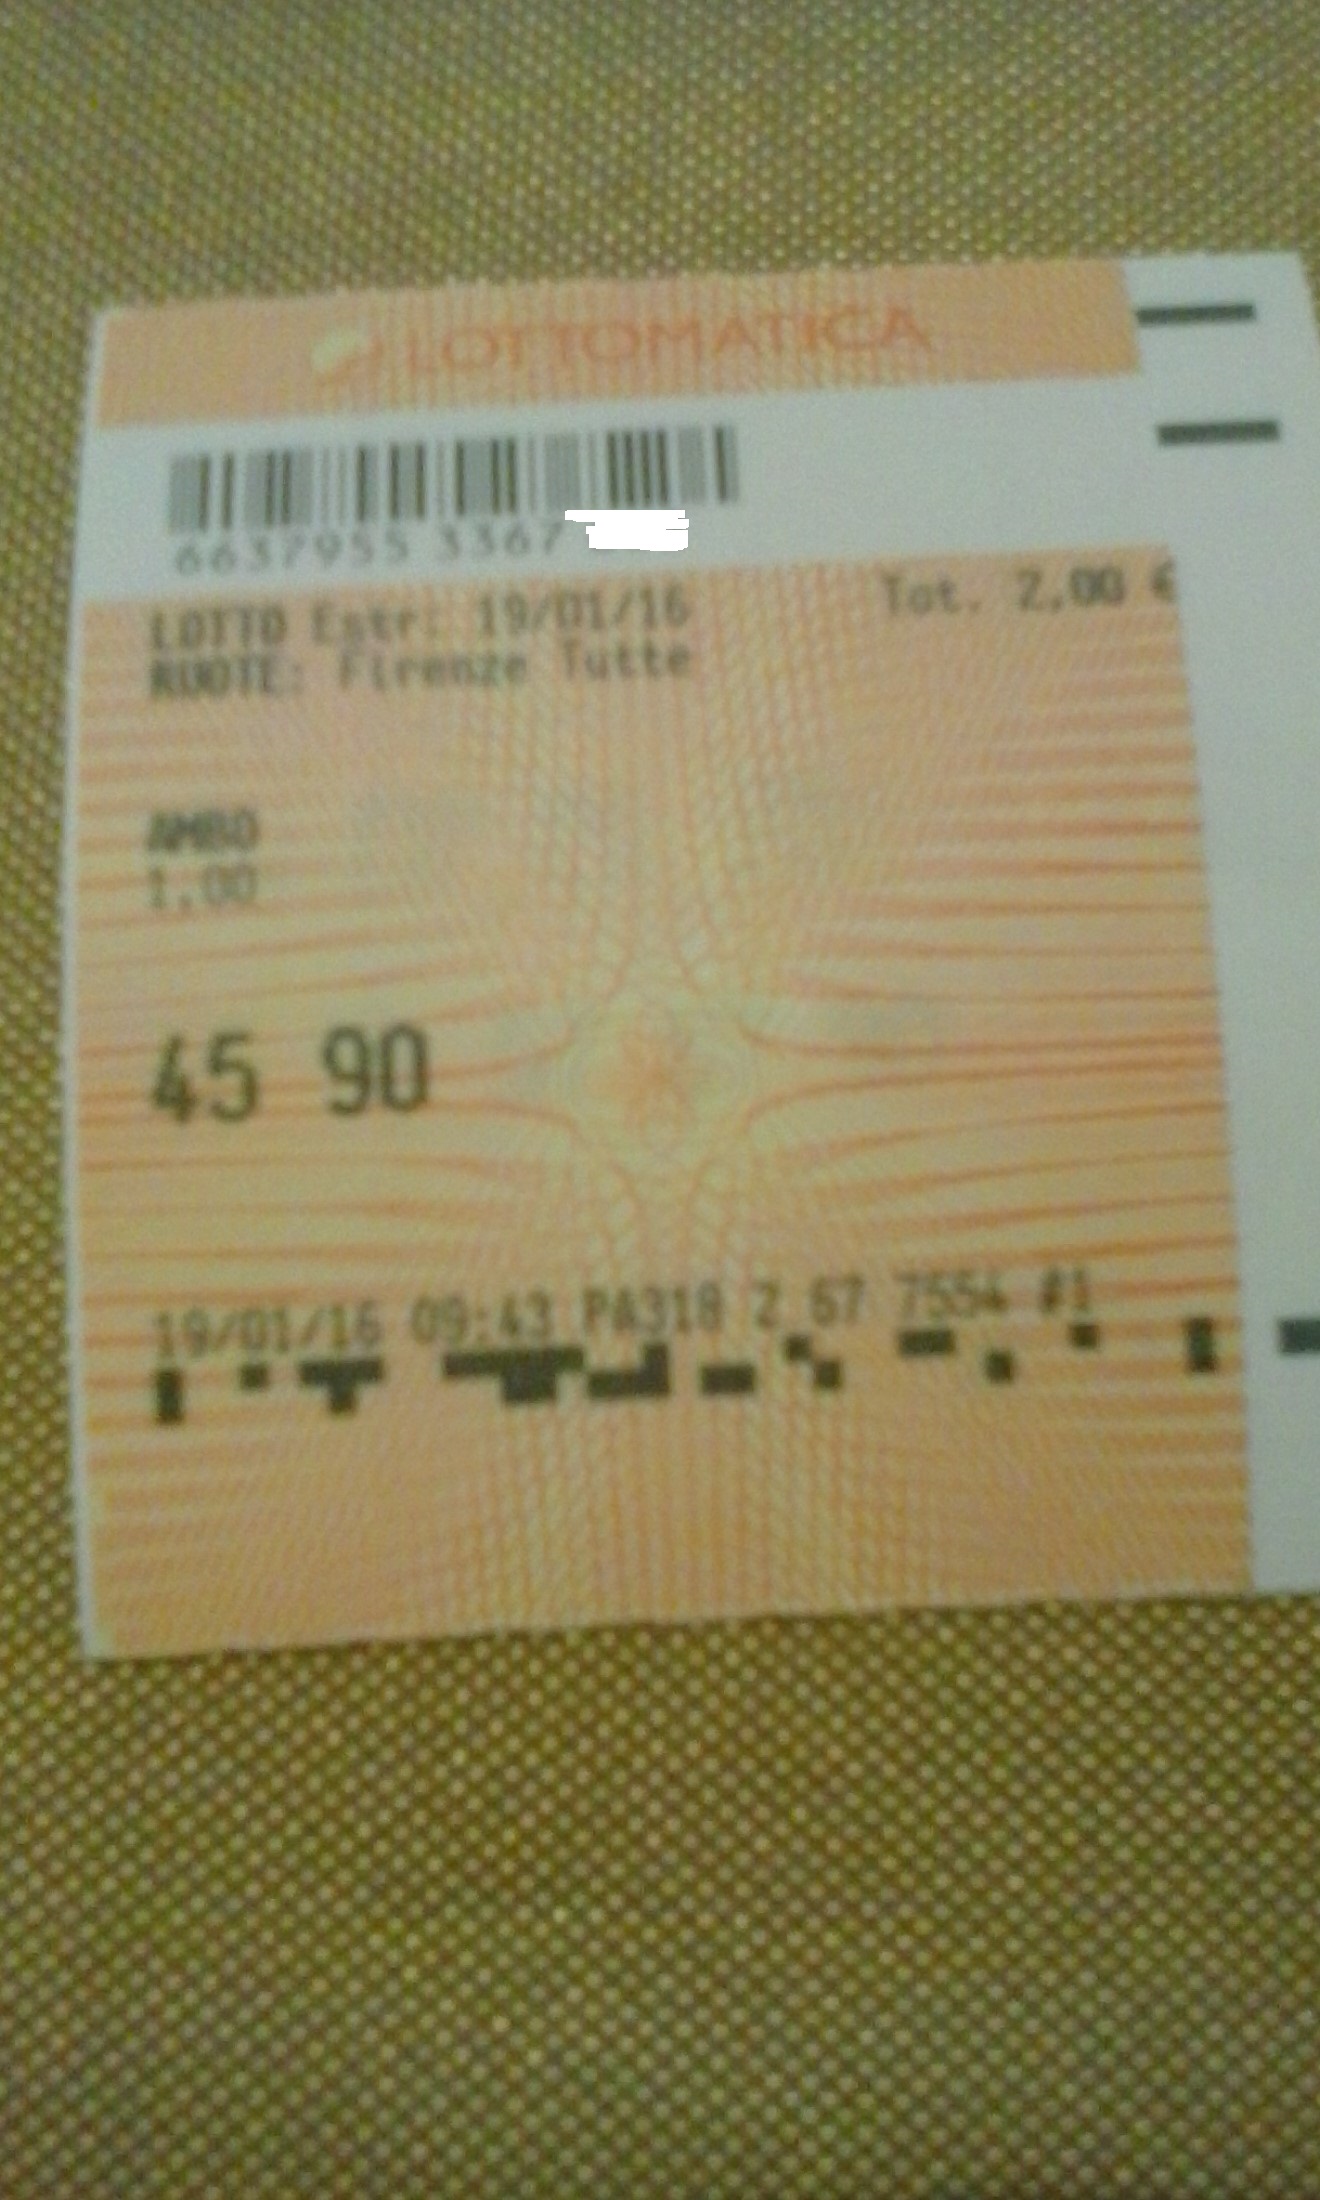 LOTTOMATICA
6637955 3367
LOTTO Estr: 19/01/16 Tot. 2,00 €
RUOTE: Firenze Tutte
AMBO
1,00
45 90
19/01/16 09:43 PA318 Z 67 7554 #1